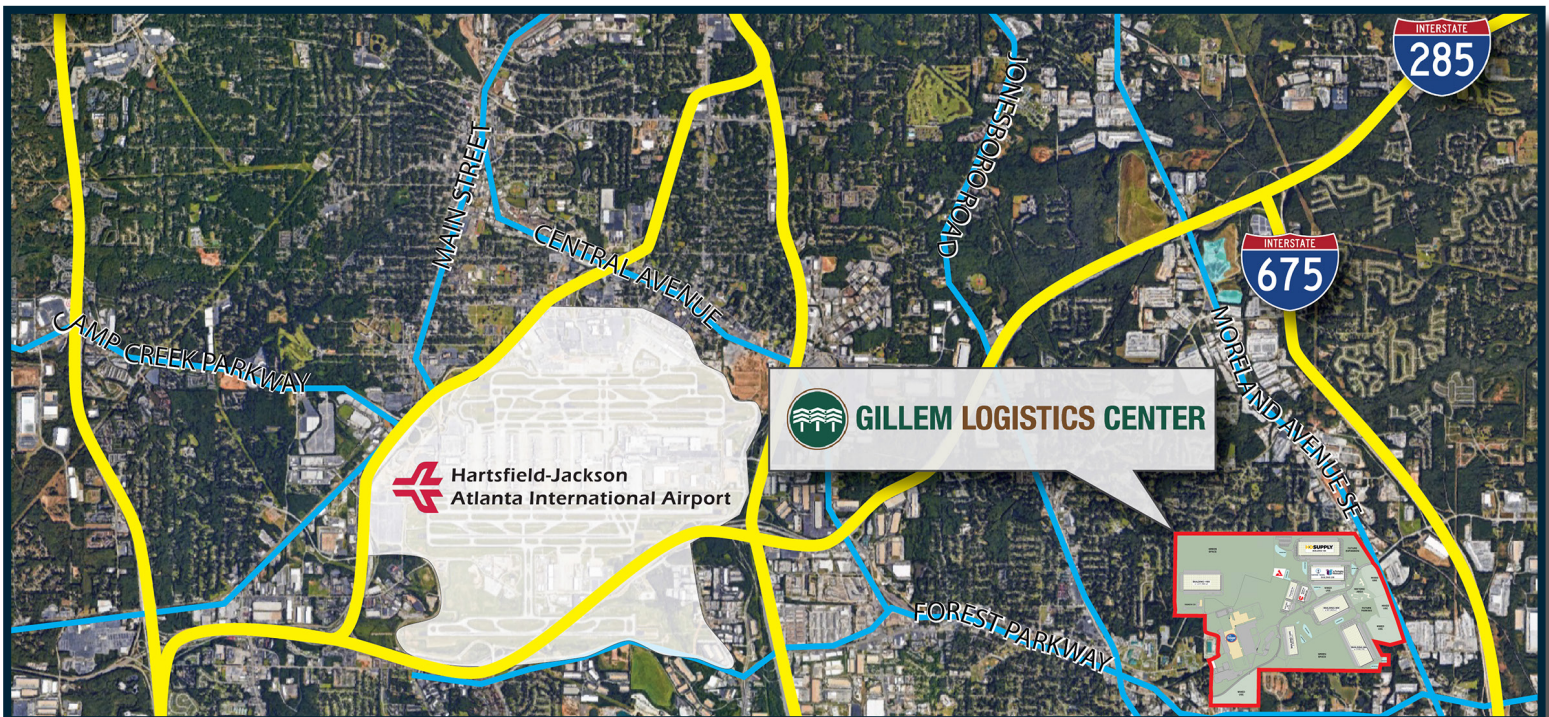 INTERSTATE
285
JONESBORO ROAD
MAIN STREET
CENTRAL AVENUE
INTERSTATE
675
CAMP CREEK PARKWAY
MORELAND AVENUE SE
GILLEM LOGISTICS CENTER
Hartsfield-Jackson
Atlanta International Airport
SUPPLY
FOREST PARKWAY